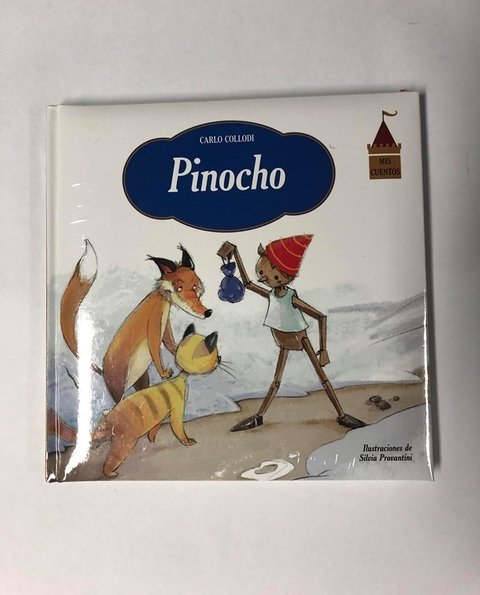 CARLO COLLODI
Pinocho
MIS
CUENTOS
Ilustraciones de
Silvia Provantini